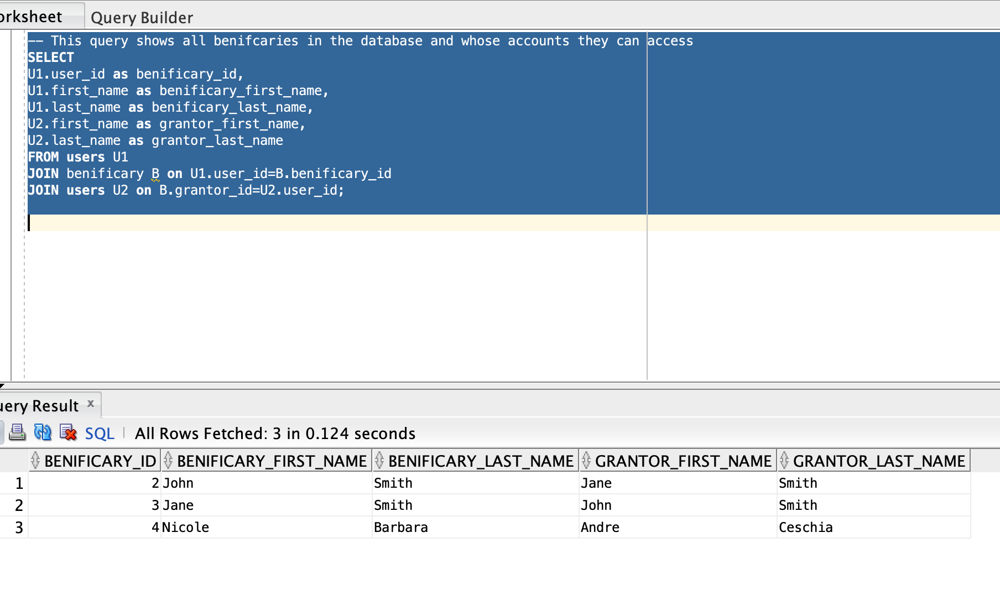 orksheet Query Builder
-- This query shows all benifcaries in the database and whose accounts they can access
SELECT
U1.user_id as benificary_id,
U1.first_name as benificary_first_name,
U1.last_name as benificary_last_name,
U2.first_name as grantor_first_name,
U2.last_name as grantor_last_name
FROM users U1
JOIN benificary B on U1.user_id=B.benificary_id
JOIN users U2 on B.grantor_id=U2.user_id;
uery Result x
SQL | All Rows Fetched: 3 in 0.124 seconds
BENIFICARY_ID BENIFICARY_FIRST_NAME BENIFICARY_LAST_NAME GRANTOR_FIRST_NAME GRANTOR_LAST_NAME
1 2 John Smith Jane Smith
2 3 Jane Smith John Smith
3 4 Nicole Barbara Andre Ceschia